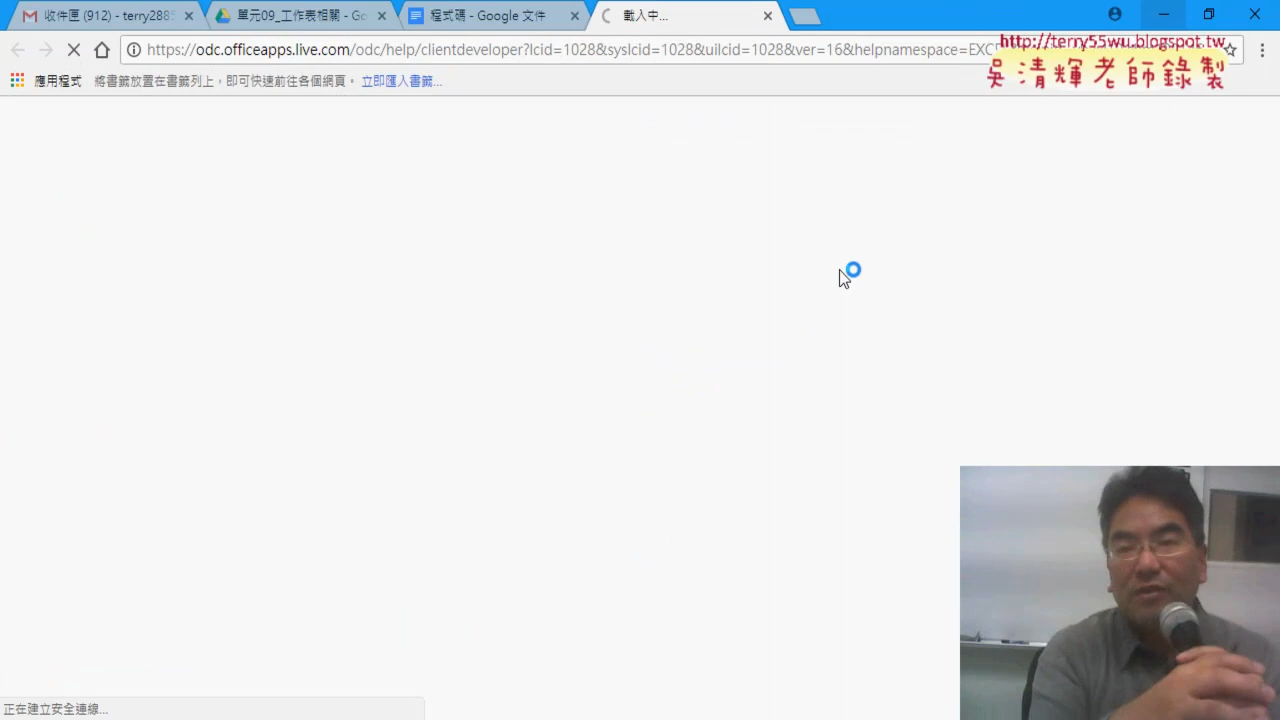 收件匣 (912) - terry2885
單元09_工作表相關 - Go
程式碼 - Google 文件
載入中...
https://odc.officeapps.live.com/odc/help/clientdeveloper?lcid=1028&syslcid=1028&uilcid=1028&ver=16&helpnamespace=EXC
http://terry55wu.blogspot.tw
吳清輝老師錄製
應用程式 將書籤放置在書籤列上，即可快速前往各個網頁。 立即匯入書籤...
正在建立安全連線...